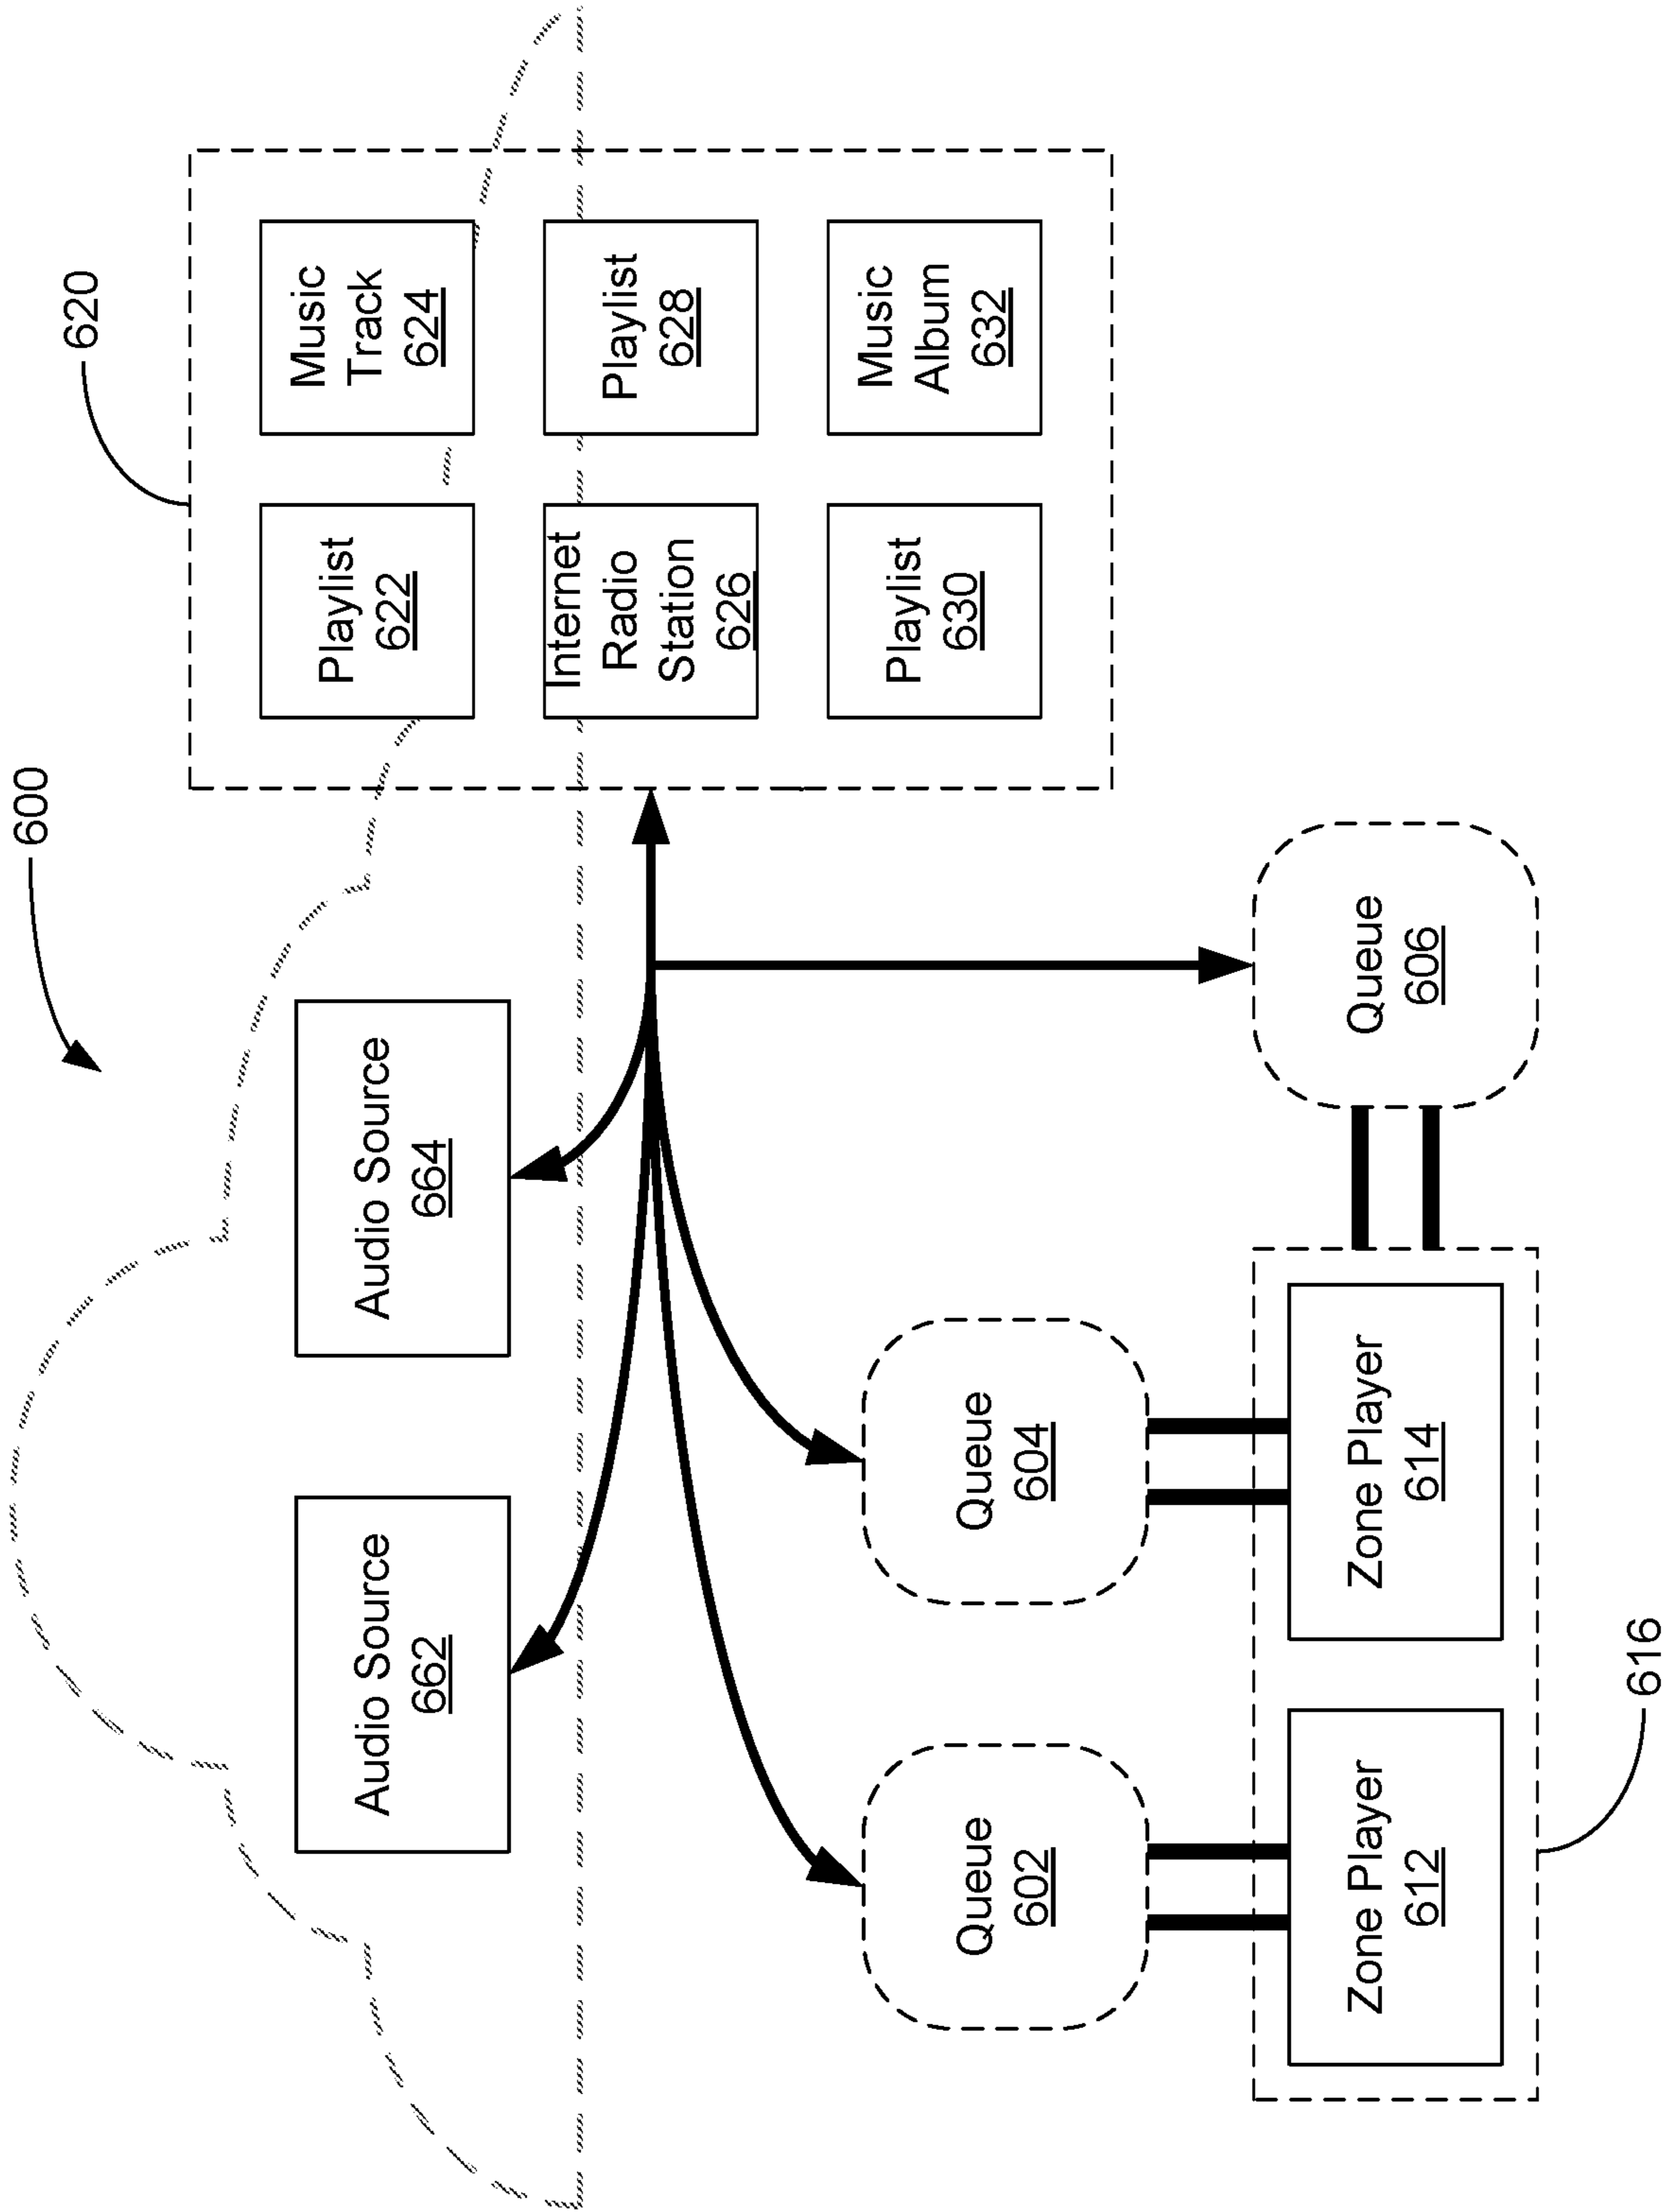 600
620
Audio Source
662
Audio Source
664
Playlist
622
Music
Track
624
Internet
Radio
Station
626
Playlist
628
Playlist
630
Music
Album
632
Queue
602
Queue
604
Queue
606
Zone Player
612
Zone Player
614
616